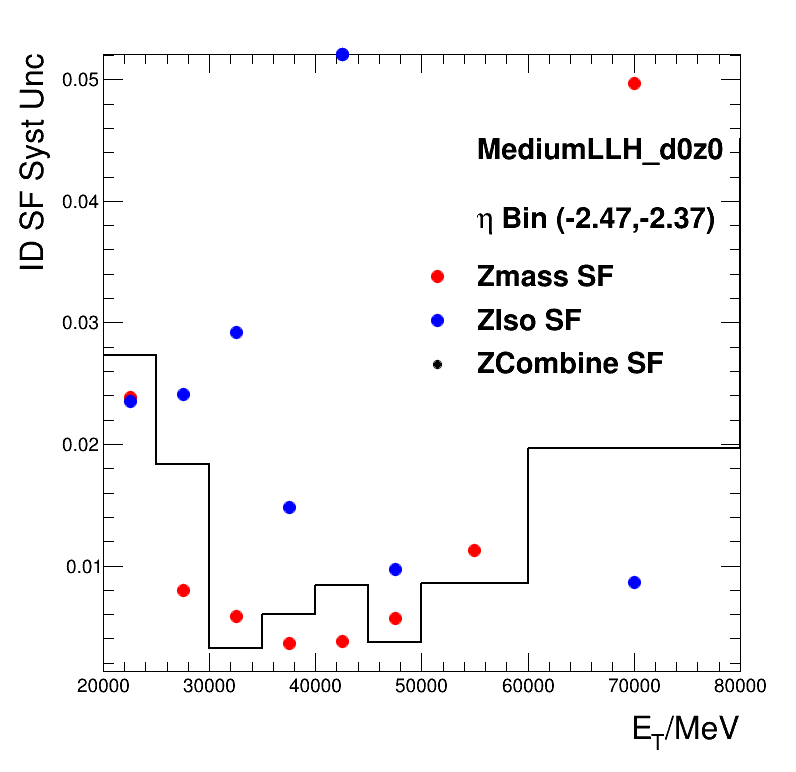 ID SF Syst Unc
0.05
0.04
0.03
0.02
0.01
MediumLLH_d0z0
η Bin (-2.47,-2.37)
Zmass SF
ZIso SF
ZCombine SF
20000 30000 40000 50000 60000 70000 80000
E_T/MeV